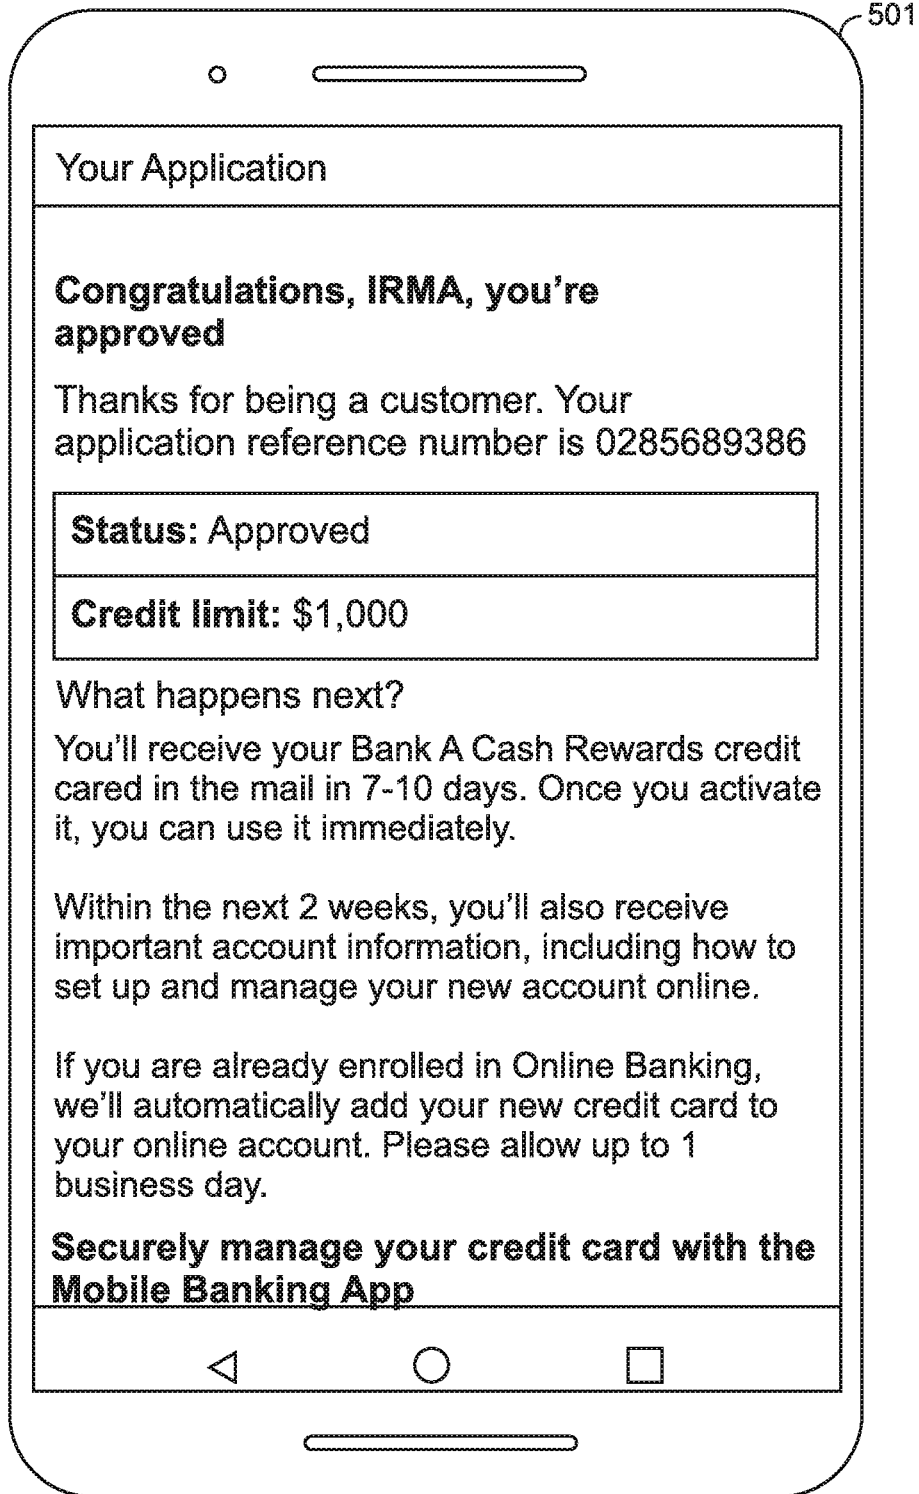 501
Your Application
Congratulations, IRMA, you're
approved
Thanks for being a customer. Your
application reference number is 0285689386
Status: Approved
Credit limit: $1,000
What happens next?
You'll receive your Bank A Cash Rewards credit
cared in the mail in 7-10 days. Once you activate
it, you can use it immediately.
Within the next 2 weeks, you'll also receive
important account information, including how to
set up and manage your new account online.
If you are already enrolled in Online Banking,
we'll automatically add your new credit card to
your online account. Please allow up to 1
business day.
Securely manage your credit card with the
Mobile Banking App